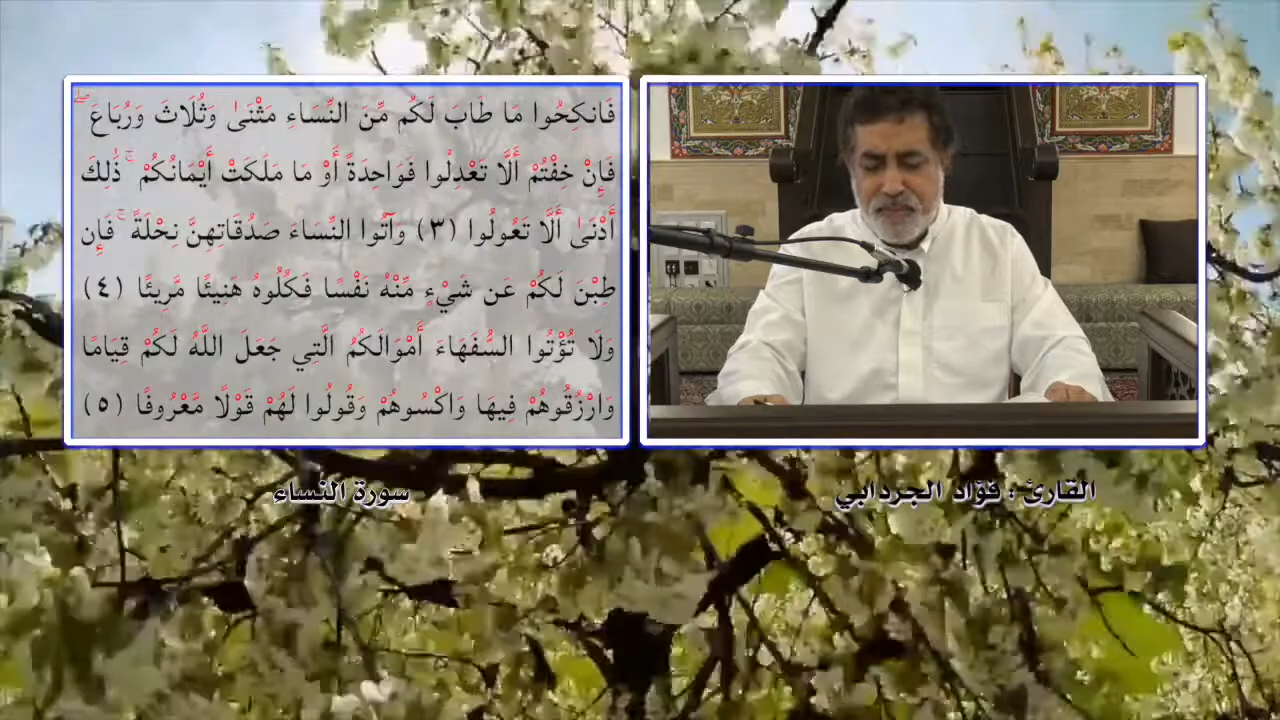 فَانكِحُوا مَا طَابَ لَكُم مِّنَ النِّسَاءِ مَثْنَىٰ وَثُلَاثَ وَرُبَاعَ ۖ
فَإِنْ خِفْتُمْ أَلَّا تَعْدِلُوا فَوَاحِدَةً أَوْ مَا مَلَكَتْ أَيْمَانُكُمْ ۚ ذَٰلِكَ
أَدْنَىٰ أَلَّا تَعُولُوا (٣) وَآتُوا النِّسَاءَ صَدُقَاتِهِنَّ نِحْلَةً ۚ فَإِن
طِبْنَ لَكُمْ عَن شَيْءٍ مِّنْهُ نَفْسًا فَكُلُوهُ هَنِيئًا مَّرِيئًا (٤)
وَلَا تُؤْتُوا السُّفَهَاءَ أَمْوَالَكُمُ الَّتِي جَعَلَ اللَّهُ لَكُمْ قِيَامًا
وَارْزُقُوهُمْ فِيهَا وَاكْسُوهُمْ وَقُولُوا لَهُمْ قَوْلًا مَّعْرُوفًا (٥)
سورة النساء
القارئ : فؤاد الجردابي